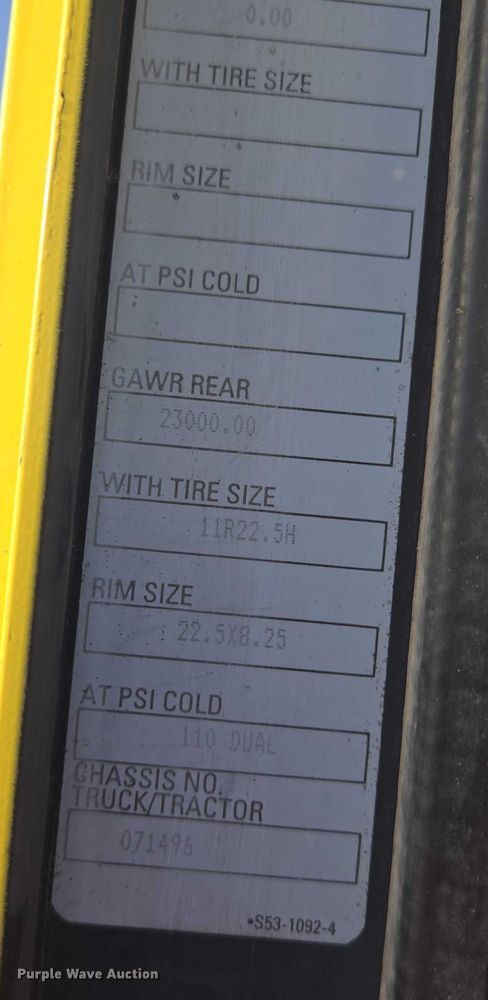 0.00
WITH TIRE SIZE
RIM SIZE
AT PSI COLD
GAWR REAR
23000.00
WITH TIRE SIZE
11R22.5H
RIM SIZE
22.5X8.25
AT PSI COLD
110 DUAL
CHASSIS NO.
TRUCK/TRACTOR
071496
•S53-1092-4
Purple Wave Auction